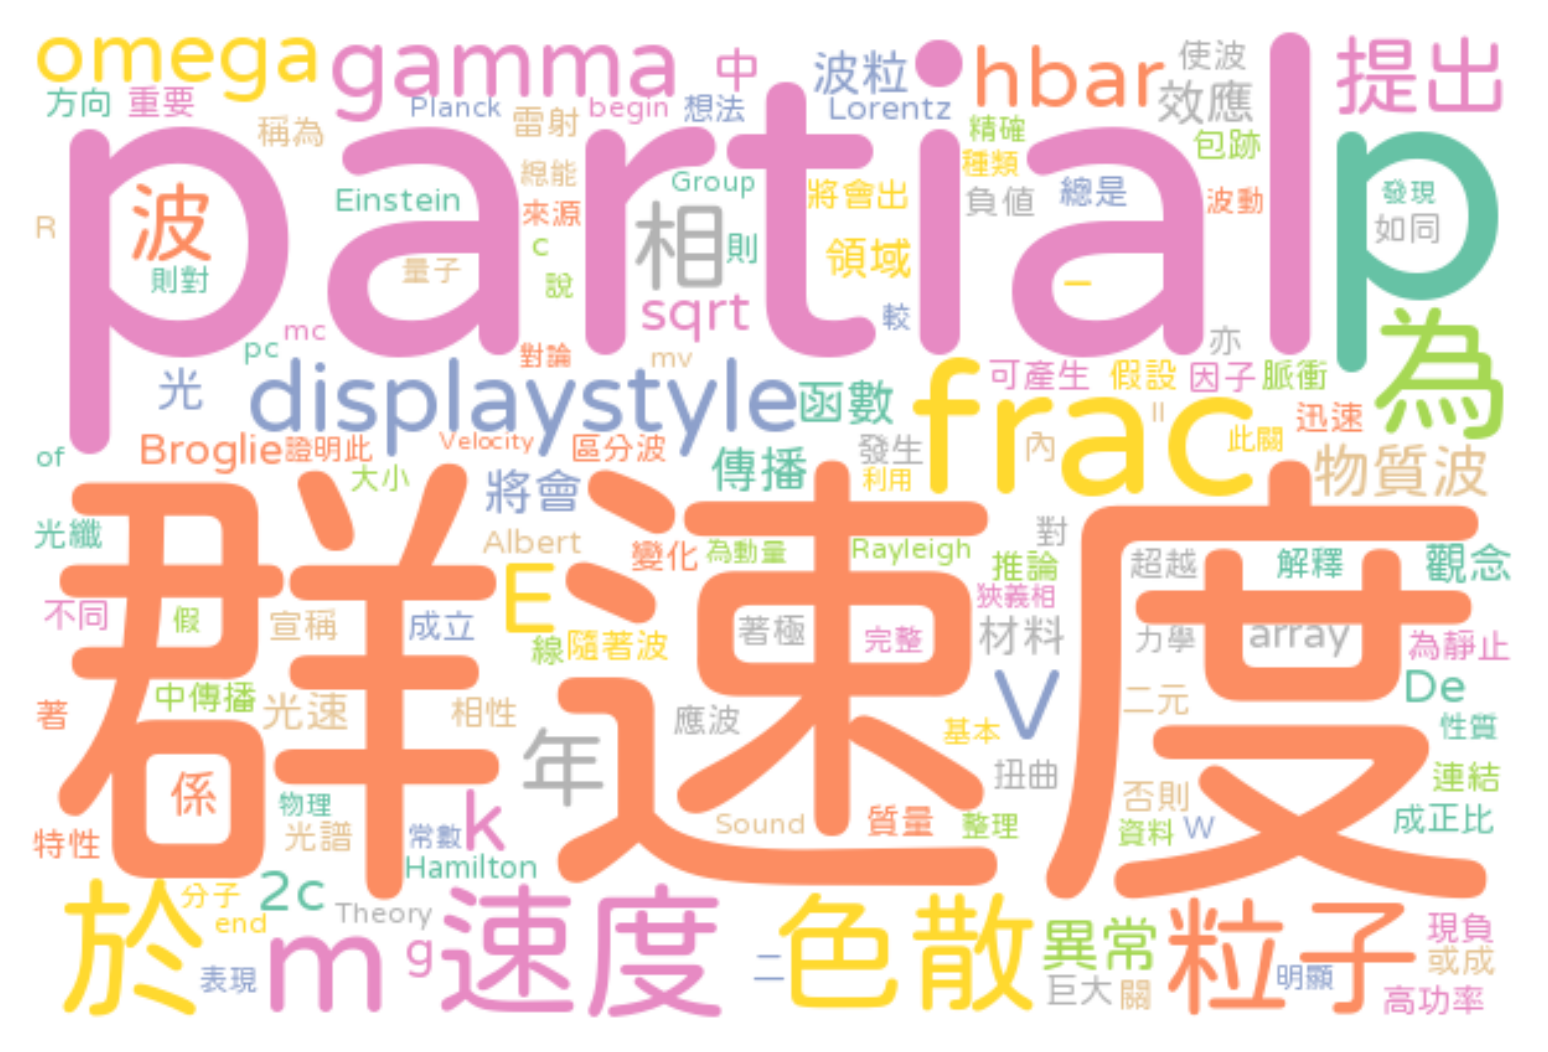 omega gamma 中 波粒 hbar 使波 效應 提出
方向 重要 Planck 雷射 begin 想法 Lorentz
稱為 精確 包跡
partial p
總能 Group 種類
波 Einstein 來源 相 將會出 負值 總是 波動 發現
R 則對 量子 c 則 領域 如同
說 sqrt 一 為
pc mc 對論 mv 較 亦
光 displaystyle 函數 frac 可產生 假設 因子 脈衝
Broglie 證明此 Velocity 區分波 發生 內 II 此關 迅速
of 大小 將會 傳播 利用 物質波
群速度
光纖 Albert 變化 為動量 Rayleigh 對 推論 超越 解釋 觀念
不同 假 宣稱 成立 E 線 隨著波 著極 完整 狹義相 材料 力學 array 為靜止
著 中傳播 光速 相性 應波 基本 V 二元 De 性質
係 年 扭曲 否則 連結
特性 物理 光譜 常數 k Sound 質量 整理 資料 W 成正比
Hamilton
於 分子 2c Theory 速度 色散 異常 粒子 現負
end m g 或成
表現 二 巨大 關 明顯 高功率